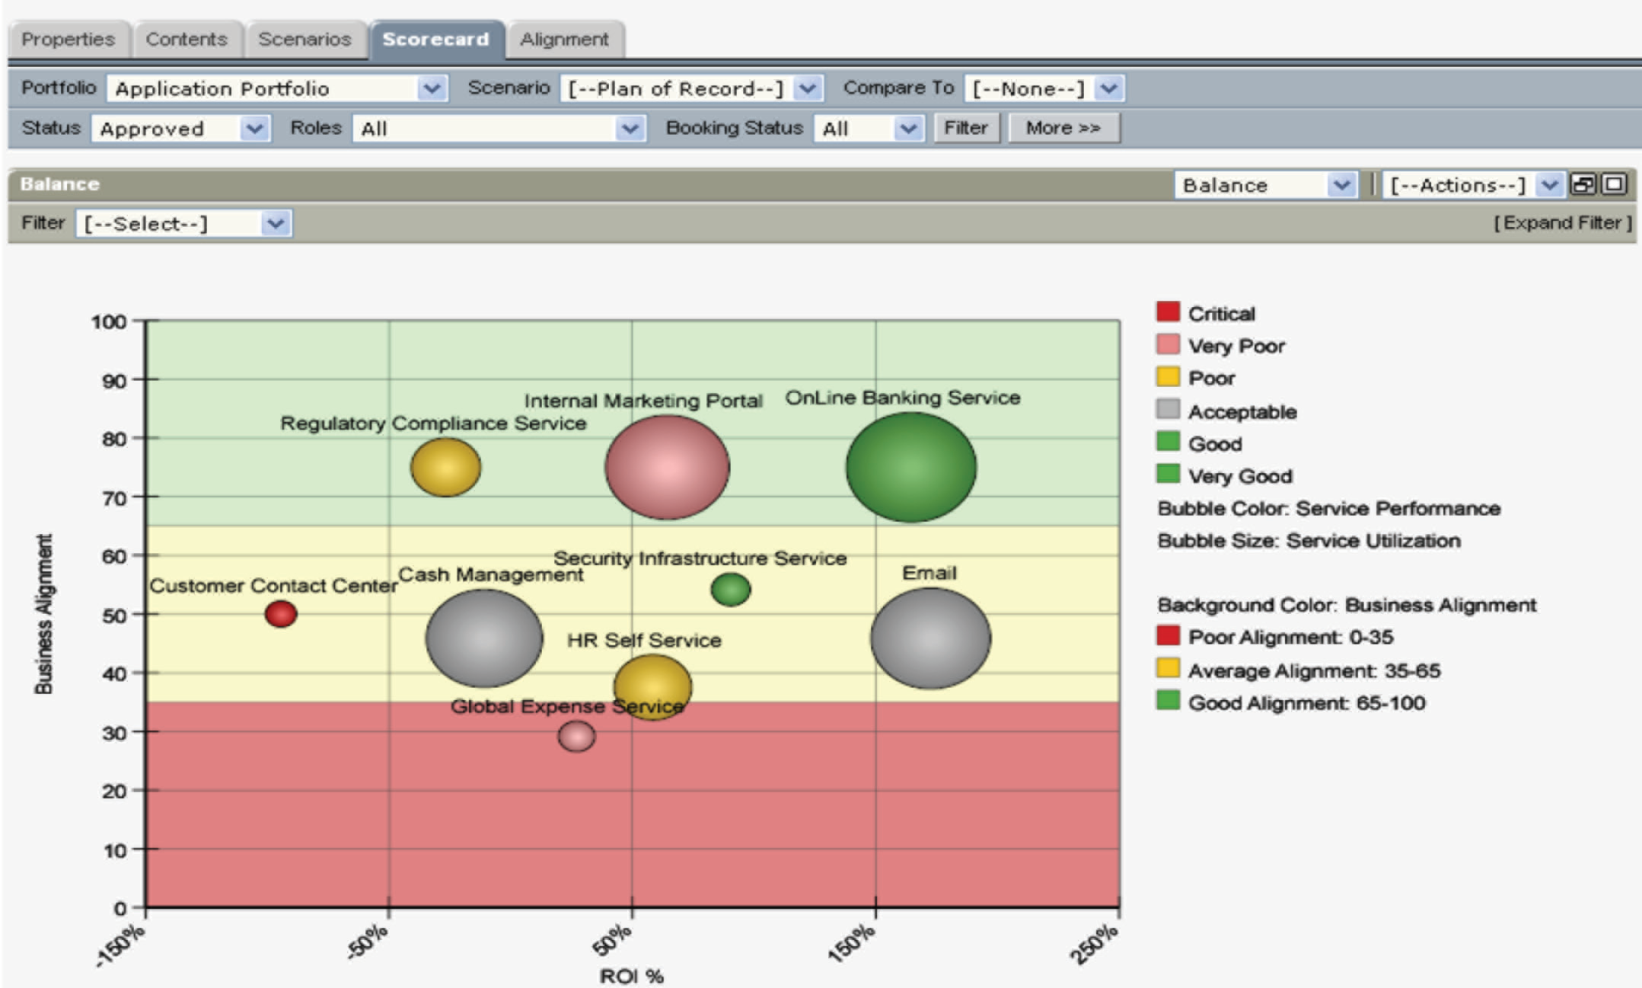 Properties Contents Scenarios Scorecard Alignment
Portfolio Application Portfolio Scenario [--Plan of Record--] Compare To [--None--]
Status Approved Roles All Booking Status All Filter More >>
Balance Balance [--Actions--]
Filter [--Select--] [ Expand Filter ]
100
90
80
70
60
50
40
30
20
10
0
Business Alignment
Internal Marketing Portal
OnLine Banking Service
Regulatory Compliance Service
Security Infrastructure Service
Customer Contact Center
Cash Management
Email
HR Self Service
Global Expense Service
-150%
-50%
50%
150%
250%
ROI %
Critical
Very Poor
Poor
Acceptable
Good
Very Good
Bubble Color: Service Performance
Bubble Size: Service Utilization
Background Color: Business Alignment
Poor Alignment: 0-35
Average Alignment: 35-65
Good Alignment: 65-100